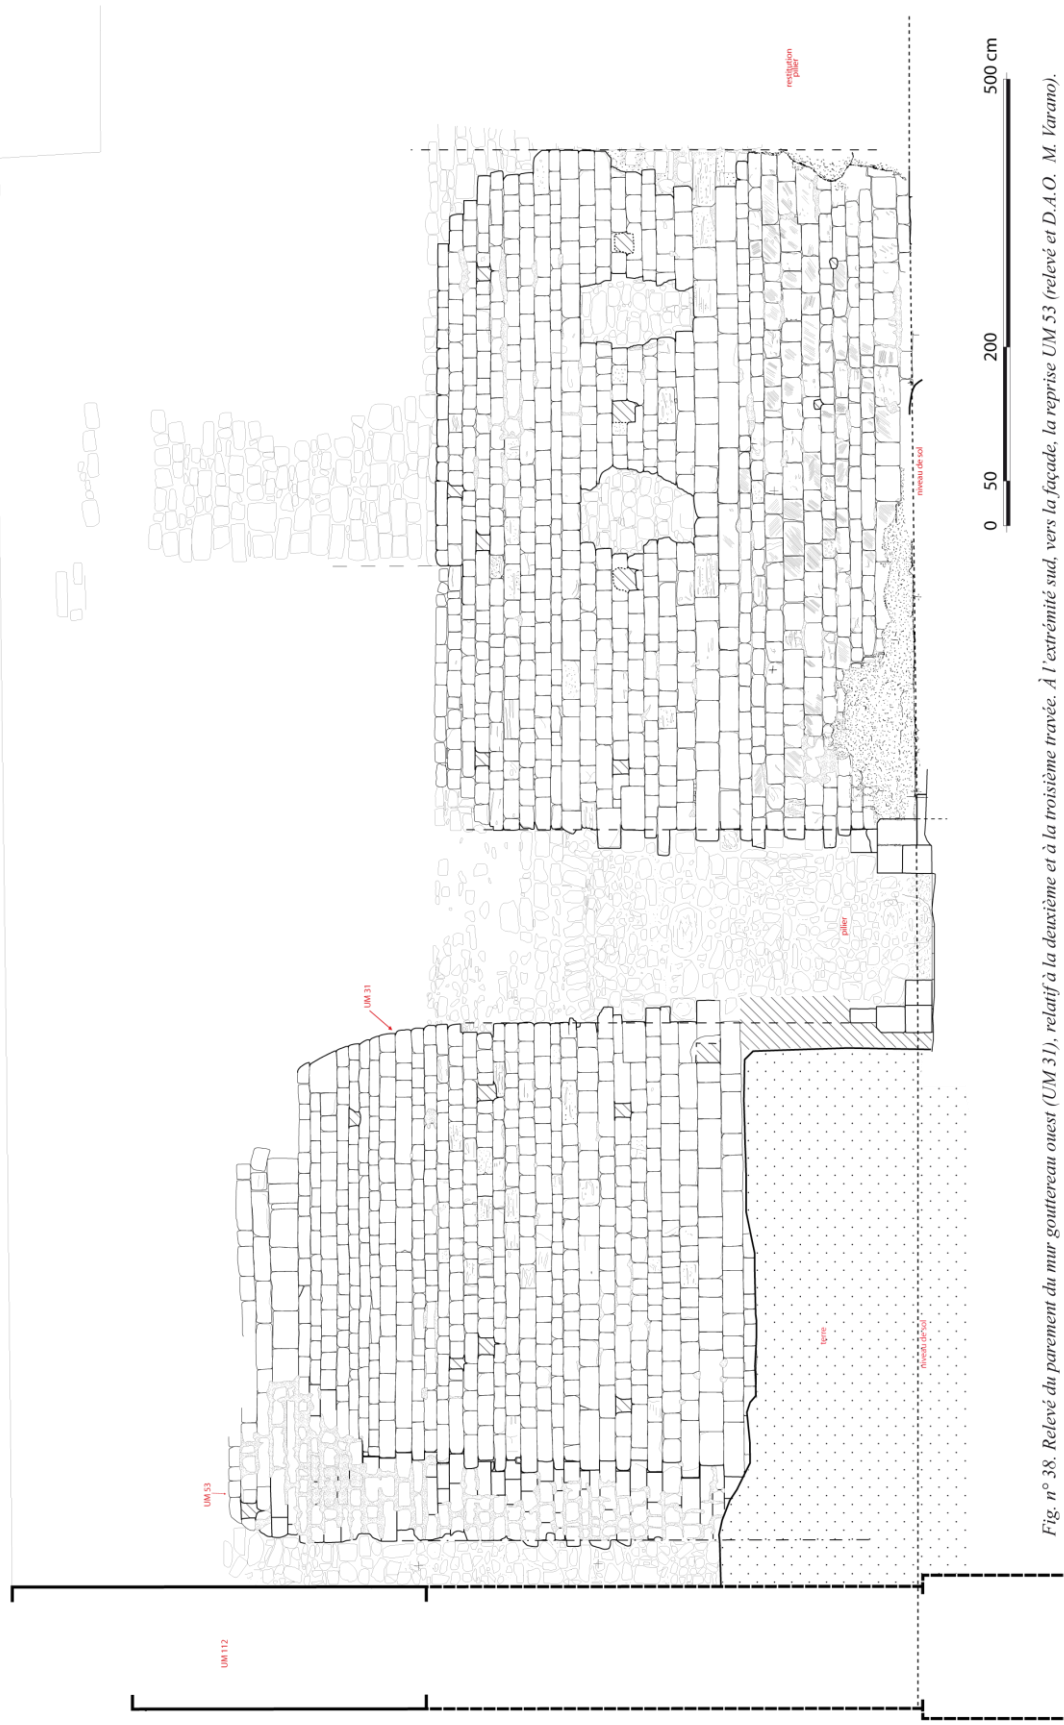 restitution
pilier
UM 31
pilier
niveau de sol
UM 53
terre
niveau de sol
UM 112
0 50 200 500 cm
Fig. n° 38. Relevé du parement du mur gouttereau ouest (UM 31), relatif à la deuxième et à la troisième travée. À l'extrémité sud, vers la façade, la reprise UM 53 (relevé et D.A.O. M. Varano).